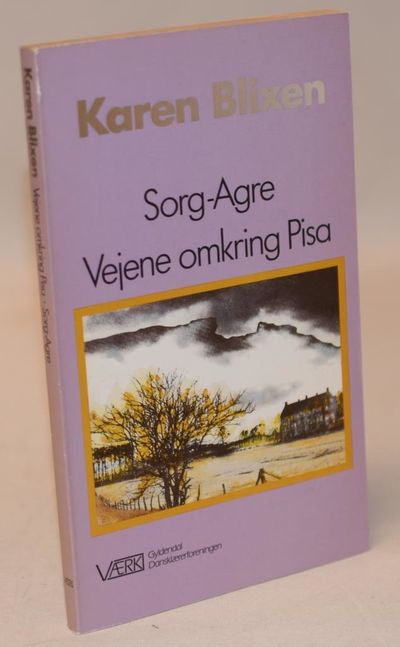 Karen Blixen
Sorg-Agre
Vejene omkring Pisa
VÆRK
Gyldendal
Dansklærerforeningen
Karen Blixen Vejene omkring Pisa · Sorg-Agre